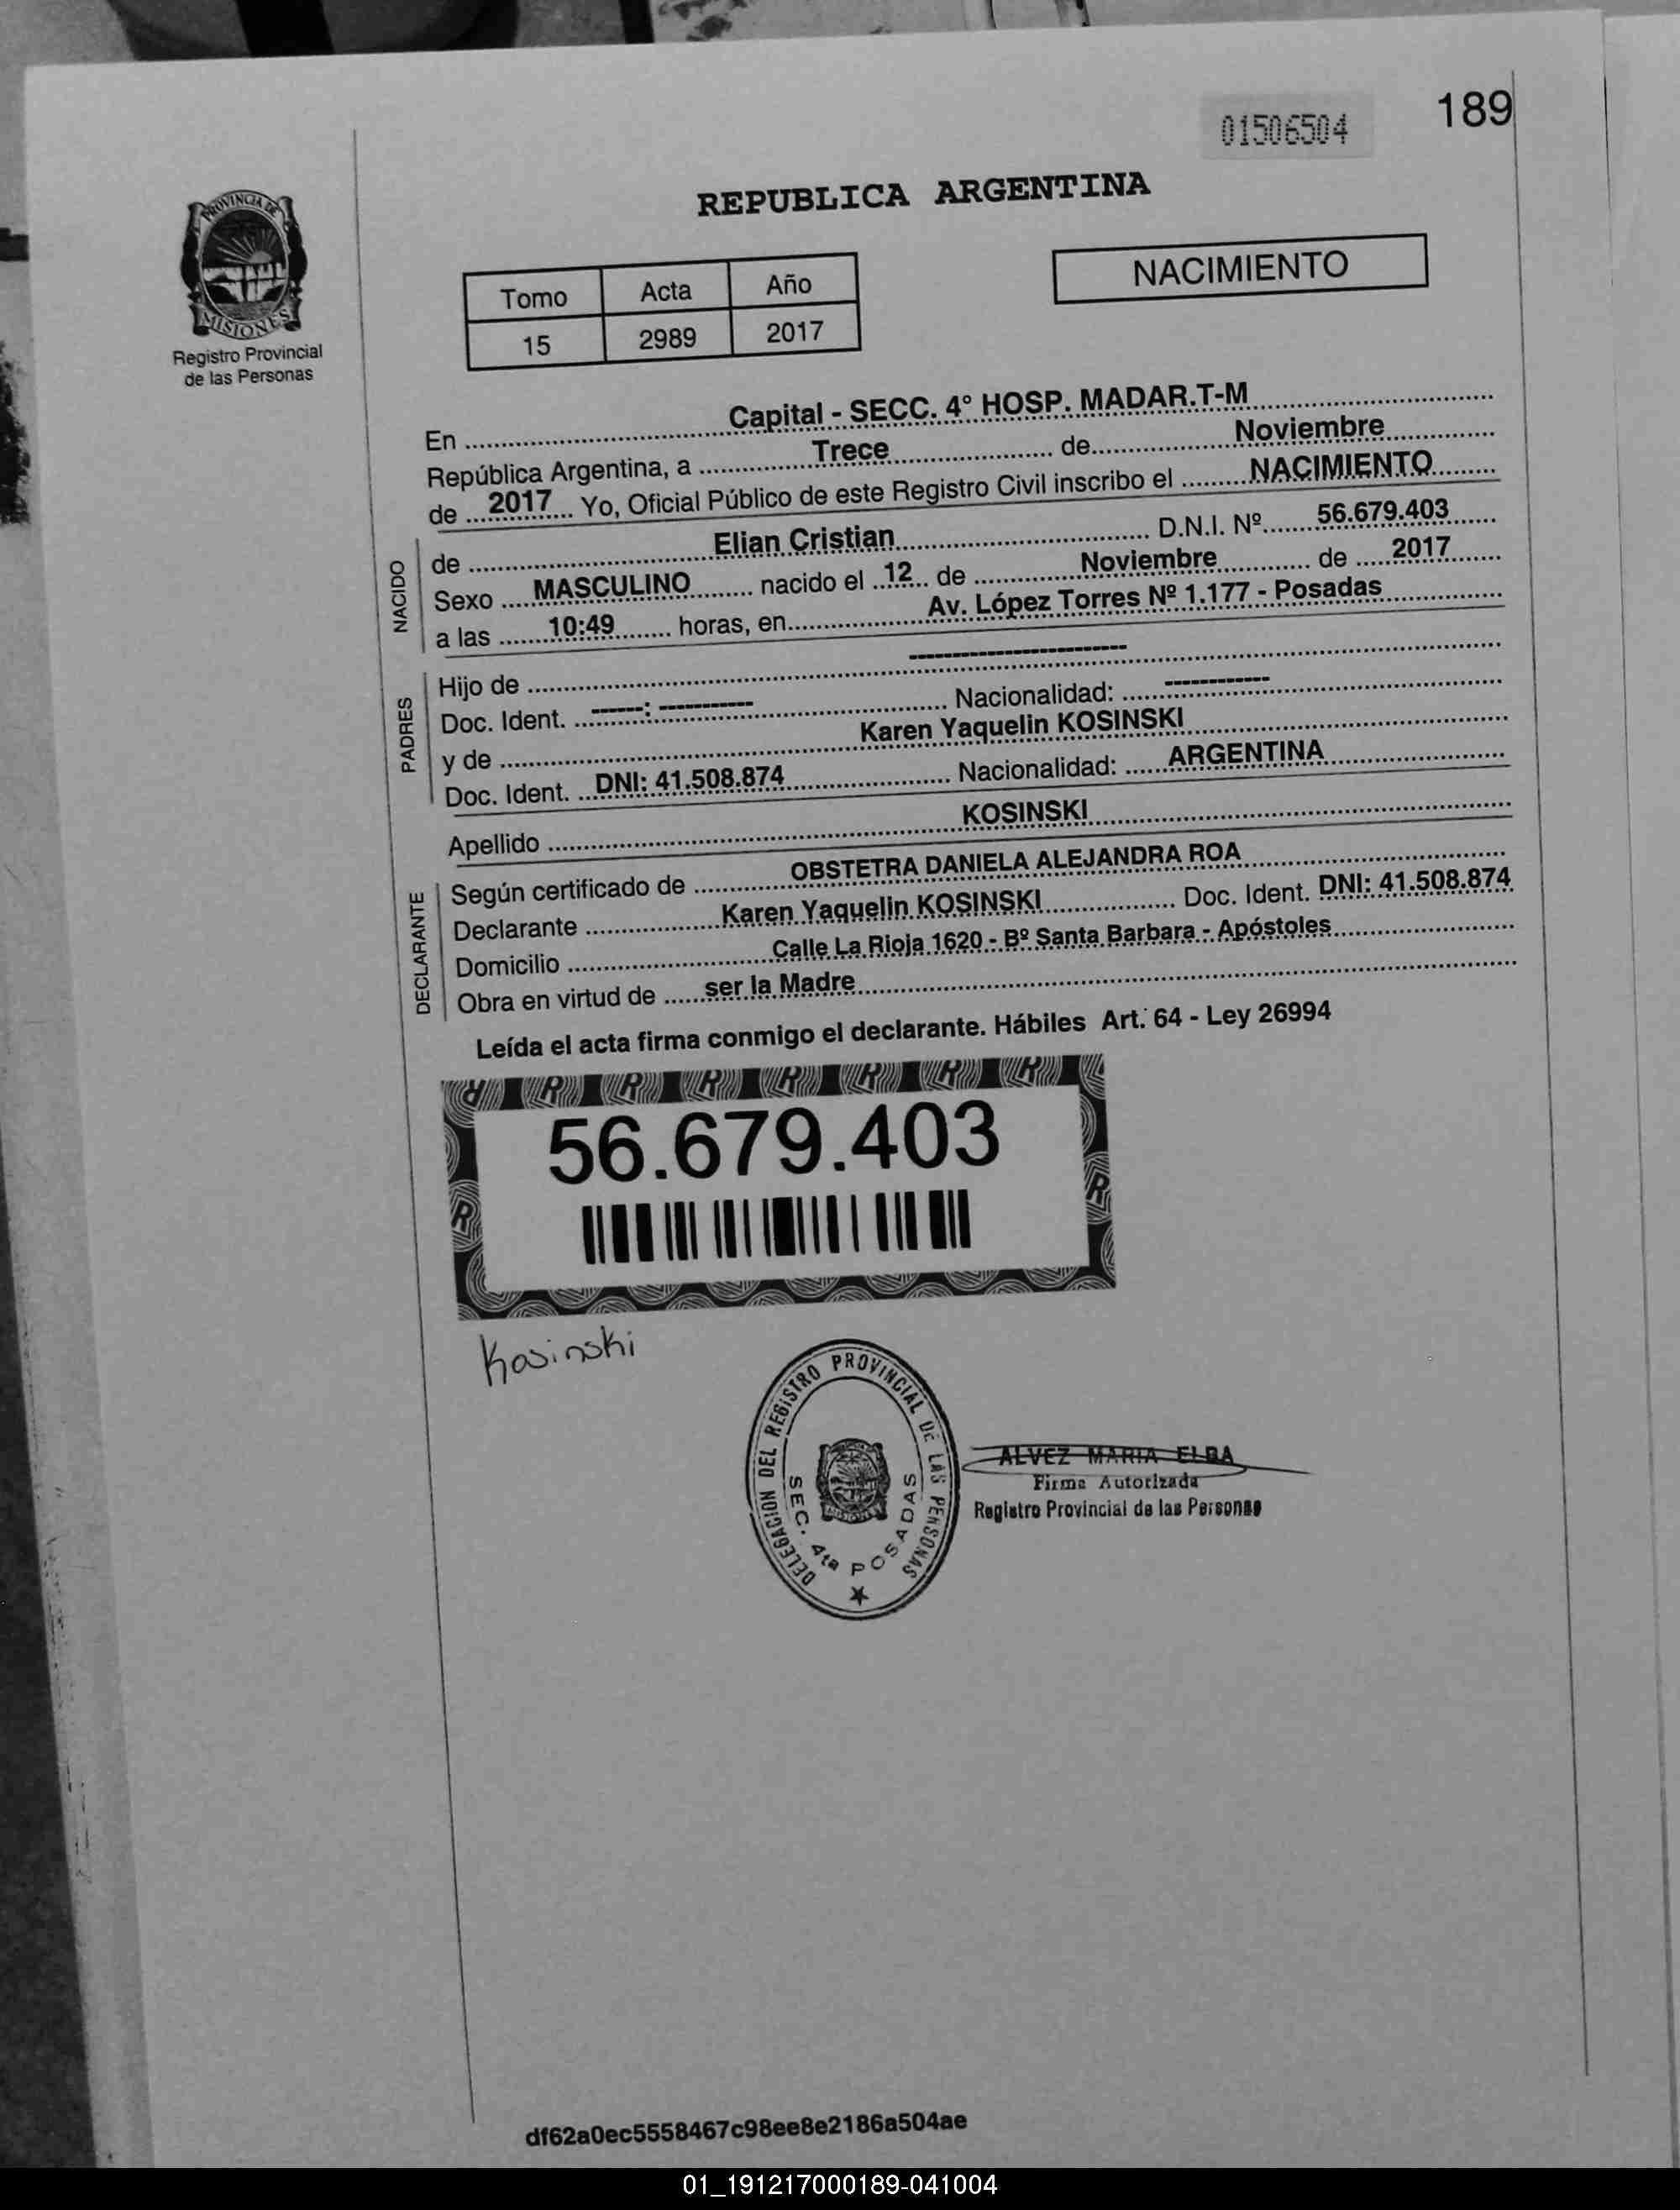 189
01506504
REPUBLICA ARGENTINA
PROVINCIA DE
MISIONES
Registro Provincial
de las Personas
Tomo Acta Año
15 2989 2017
NACIMIENTO
En Capital - SECC. 4° HOSP. MADAR.T-M
República Argentina, a Trece de Noviembre
de 2017 Yo, Oficial Público de este Registro Civil inscribo el NACIMIENTO
NACIDO
de Elian Cristian D.N.I. Nº 56.679.403
Sexo MASCULINO nacido el 12 de Noviembre de 2017
a las 10:49 horas, en Av. López Torres Nº 1.177 - Posadas
PADRES
Hijo de ------------------------
Doc. Ident. ------: ----------- Nacionalidad: ------------
y de Karen Yaquelin KOSINSKI
Doc. Ident. DNI: 41.508.874 Nacionalidad: ARGENTINA
Apellido KOSINSKI
DECLARANTE
Según certificado de OBSTETRA DANIELA ALEJANDRA ROA
Declarante Karen Yaquelin KOSINSKI Doc. Ident. DNI: 41.508.874
Domicilio Calle La Rioja 1620 - Bº Santa Barbara - Apóstoles
Obra en virtud de ser la Madre
Leída el acta firma conmigo el declarante. Hábiles Art. 64 - Ley 26994
56.679.403
Kosinski
DELEGACION DEL REGISTRO PROVINCIAL DE LAS PERSONAS
SEC. 4ta POSADAS
ALVEZ MARIA ELBA
Firma Autorizada
Registro Provincial de las Personas
df62a0ec5558467c98ee8e2186a504ae
01_191217000189-041004